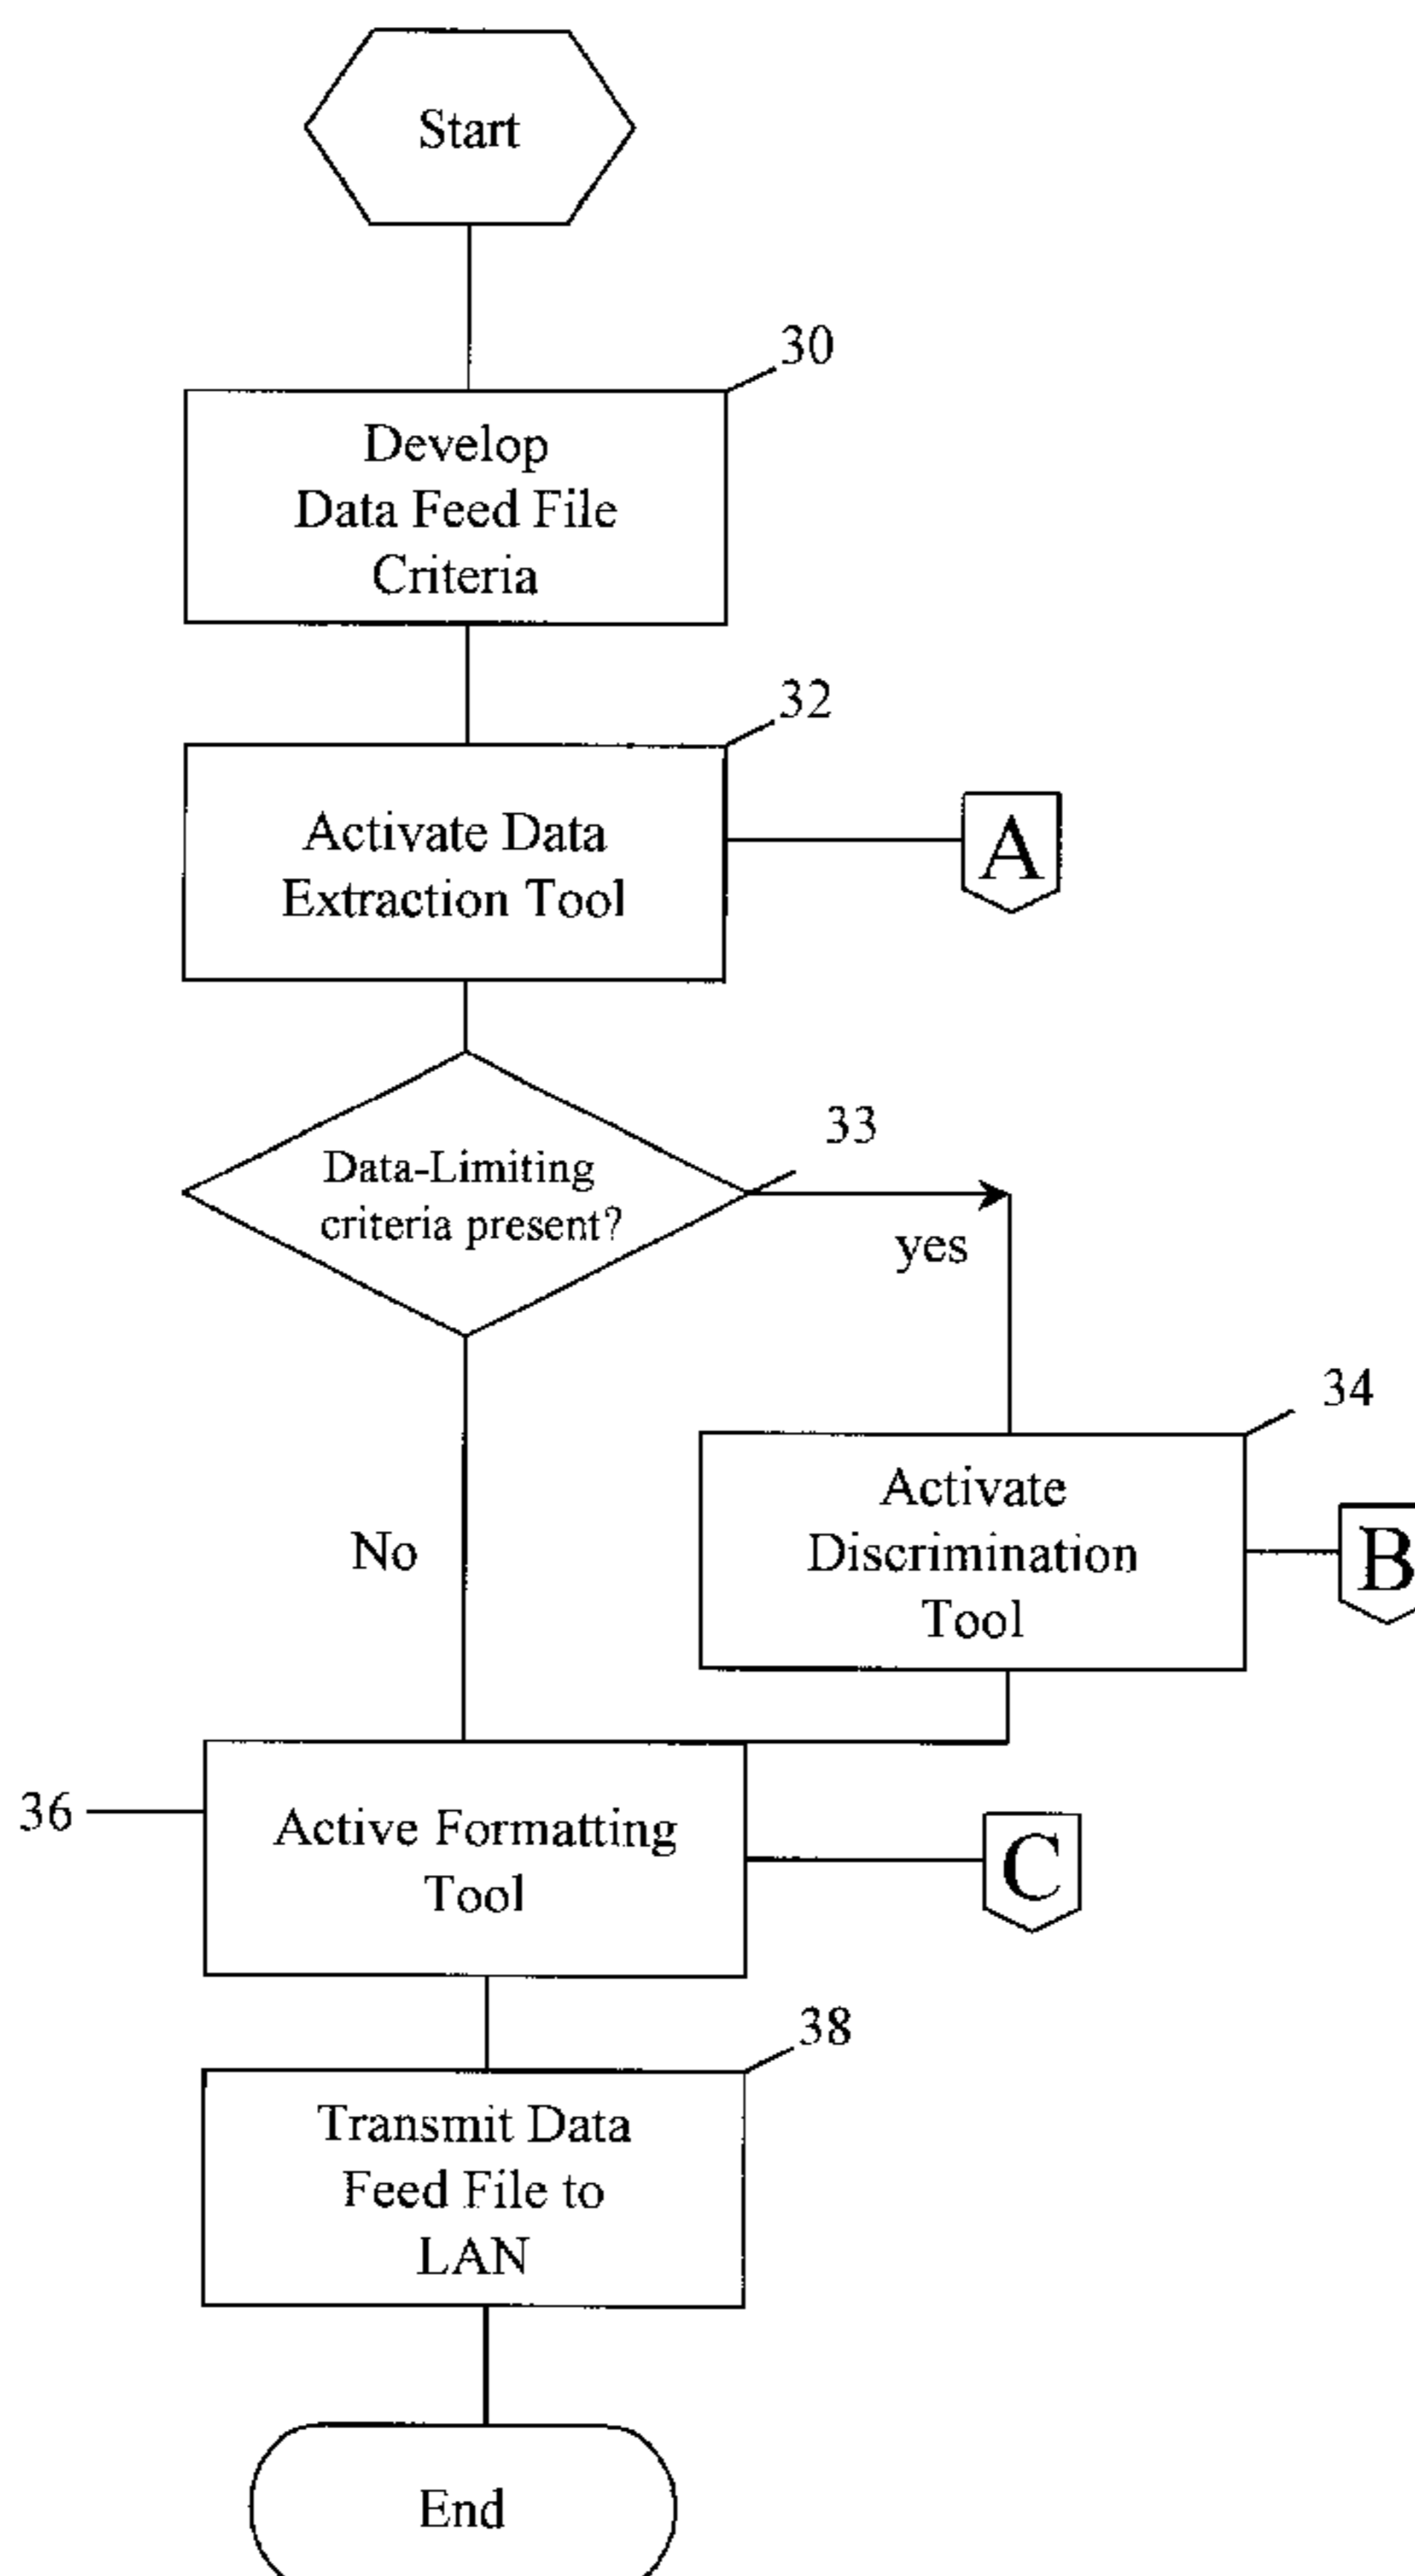 Start
30
Develop
Data Feed File
Criteria
32
Activate Data
Extraction Tool
A
33
Data-Limiting
criteria present?
yes
34
Activate
Discrimination
Tool
B
No
36
Active Formatting
Tool
C
38
Transmit Data
Feed File to
LAN
End